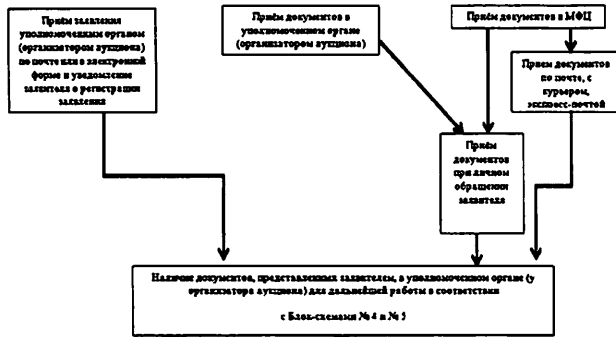 Приём заявления
уполномоченным органом
(организатором аукциона)
по почте или в электронной
форме и уведомление
заявителя о регистрации
заявления
Приём документов в
уполномоченном органе
(организатором аукциона)
Приём документов в МФЦ
Прием документов
по почте, с
курьером,
экспресс-почтой
Приём
документов
при личном
обращении
заявителя
Наличие документов, представленных заявителем, в уполномоченном органе (у
организатора аукциона) для дальнейшей работы в соответствии
с Блок-схемами № 4 и № 5